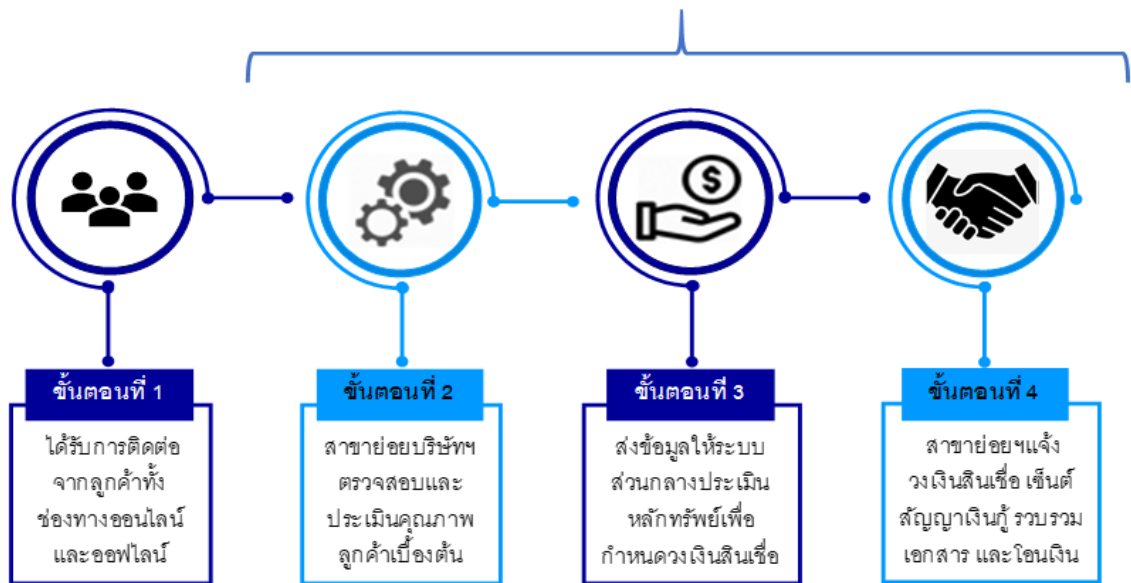 ขั้นตอนที่ 1
ได้รับการติดต่อ
จากลูกค้าทั้ง
ช่องทางออนไลน์
และออฟไลน์
ขั้นตอนที่ 2
สาขาย่อยบริษัทฯ
ตรวจสอบและ
ประเมินคุณภาพ
ลูกค้าเบื้องต้น
ขั้นตอนที่ 3
ส่งข้อมูลให้ระบบ
ส่วนกลางประเมิน
หลักทรัพย์เพื่อ
กำหนดวงเงินสินเชื่อ
ขั้นตอนที่ 4
สาขาย่อยฯแจ้ง
วงเงินสินเชื่อ เซ็นต์
สัญญาเงินกู้ รวบรวม
เอกสาร และโอนเงิน